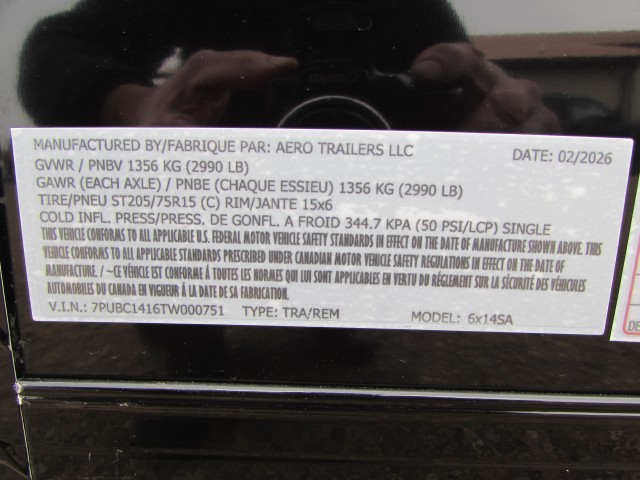 MANUFACTURED BY/FABRIQUE PAR: AERO TRAILERS LLC DATE: 02/2026
GVWR / PNBV 1356 KG (2990 LB)
GAWR (EACH AXLE) / PNBE (CHAQUE ESSIEU) 1356 KG (2990 LB)
TIRE/PNEU ST205/75R15 (C) RIM/JANTE 15x6
COLD INFL. PRESS/PRESS. DE GONFL. A FROID 344.7 KPA (50 PSI/LCP) SINGLE
THIS VEHICLE CONFORMS TO ALL APPLICABLE U.S. FEDERAL MOTOR VEHICLE SAFETY STANDARDS IN EFFECT ON THE DATE OF MANUFACTURE SHOWN ABOVE. THIS
VEHICLE CONFORMS TO ALL APPLICABLE STANDARDS PRESCRIBED UNDER CANADIAN MOTOR VEHICLE SAFETY REGULATIONS IN EFFECT ON THE DATE OF
MANUFACTURE. / ~CE VÉHICULE EST CONFORME À TOUTES LES NORMES QUI LUI SONT APPLICABLES EN VERTU DU RÉGLEMENT SUR LA SÉCURITÉ DES VÉHICULES
AUTOMOBILES DU CANADA EN VIGUEUR À LA DATE DE SA FABRICATION.
V.I.N.: 7PUBC1416TW000751 TYPE: TRA/REM MODEL: 6x14SA
DE